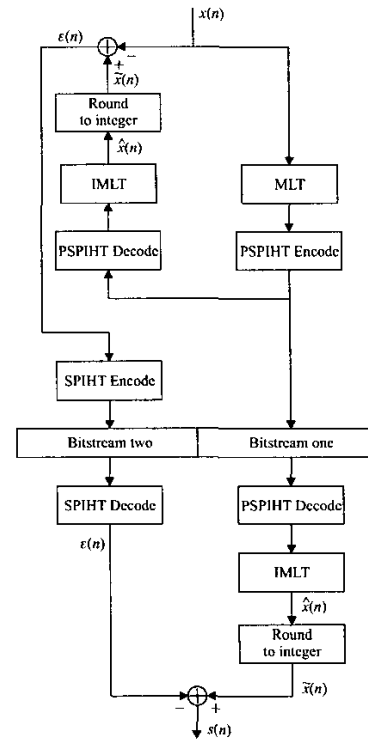 x(n)
ε(n)
+ −
x̃(n)
Round
to integer
x̂(n)
IMLT
MLT
PSPIHT Decode
PSPIHT Encode
SPIHT Encode
Bitstream two
Bitstream one
SPIHT Decode
PSPIHT Decode
ε(n)
IMLT
x̂(n)
Round
to integer
x̃(n)
− +
s(n)